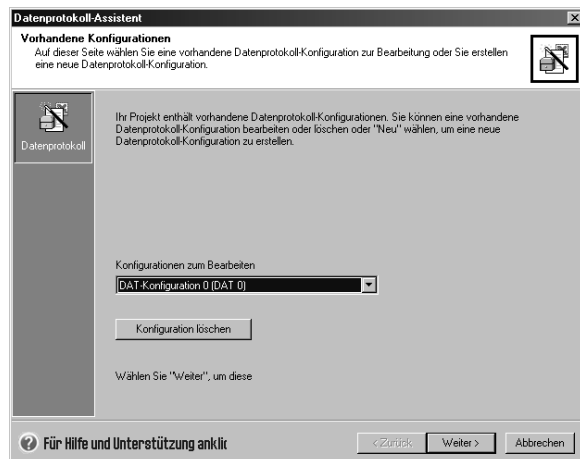 Datenprotokoll-Assistent
Vorhandene Konfigurationen
Auf dieser Seite wählen Sie eine vorhandene Datenprotokoll-Konfiguration zur Bearbeitung oder Sie erstellen
eine neue Datenprotokoll-Konfiguration.
Datenprotokoll
Ihr Projekt enthält vorhandene Datenprotokoll-Konfigurationen. Sie können eine vorhandene
Datenprotokoll-Konfiguration bearbeiten oder löschen oder "Neu" wählen, um eine neue
Datenprotokoll-Konfiguration zu erstellen.
Konfigurationen zum Bearbeiten
DAT-Konfiguration 0 (DAT 0)
Konfiguration löschen
Wählen Sie "Weiter", um diese
Für Hilfe und Unterstützung anklic
< Zurück
Weiter >
Abbrechen